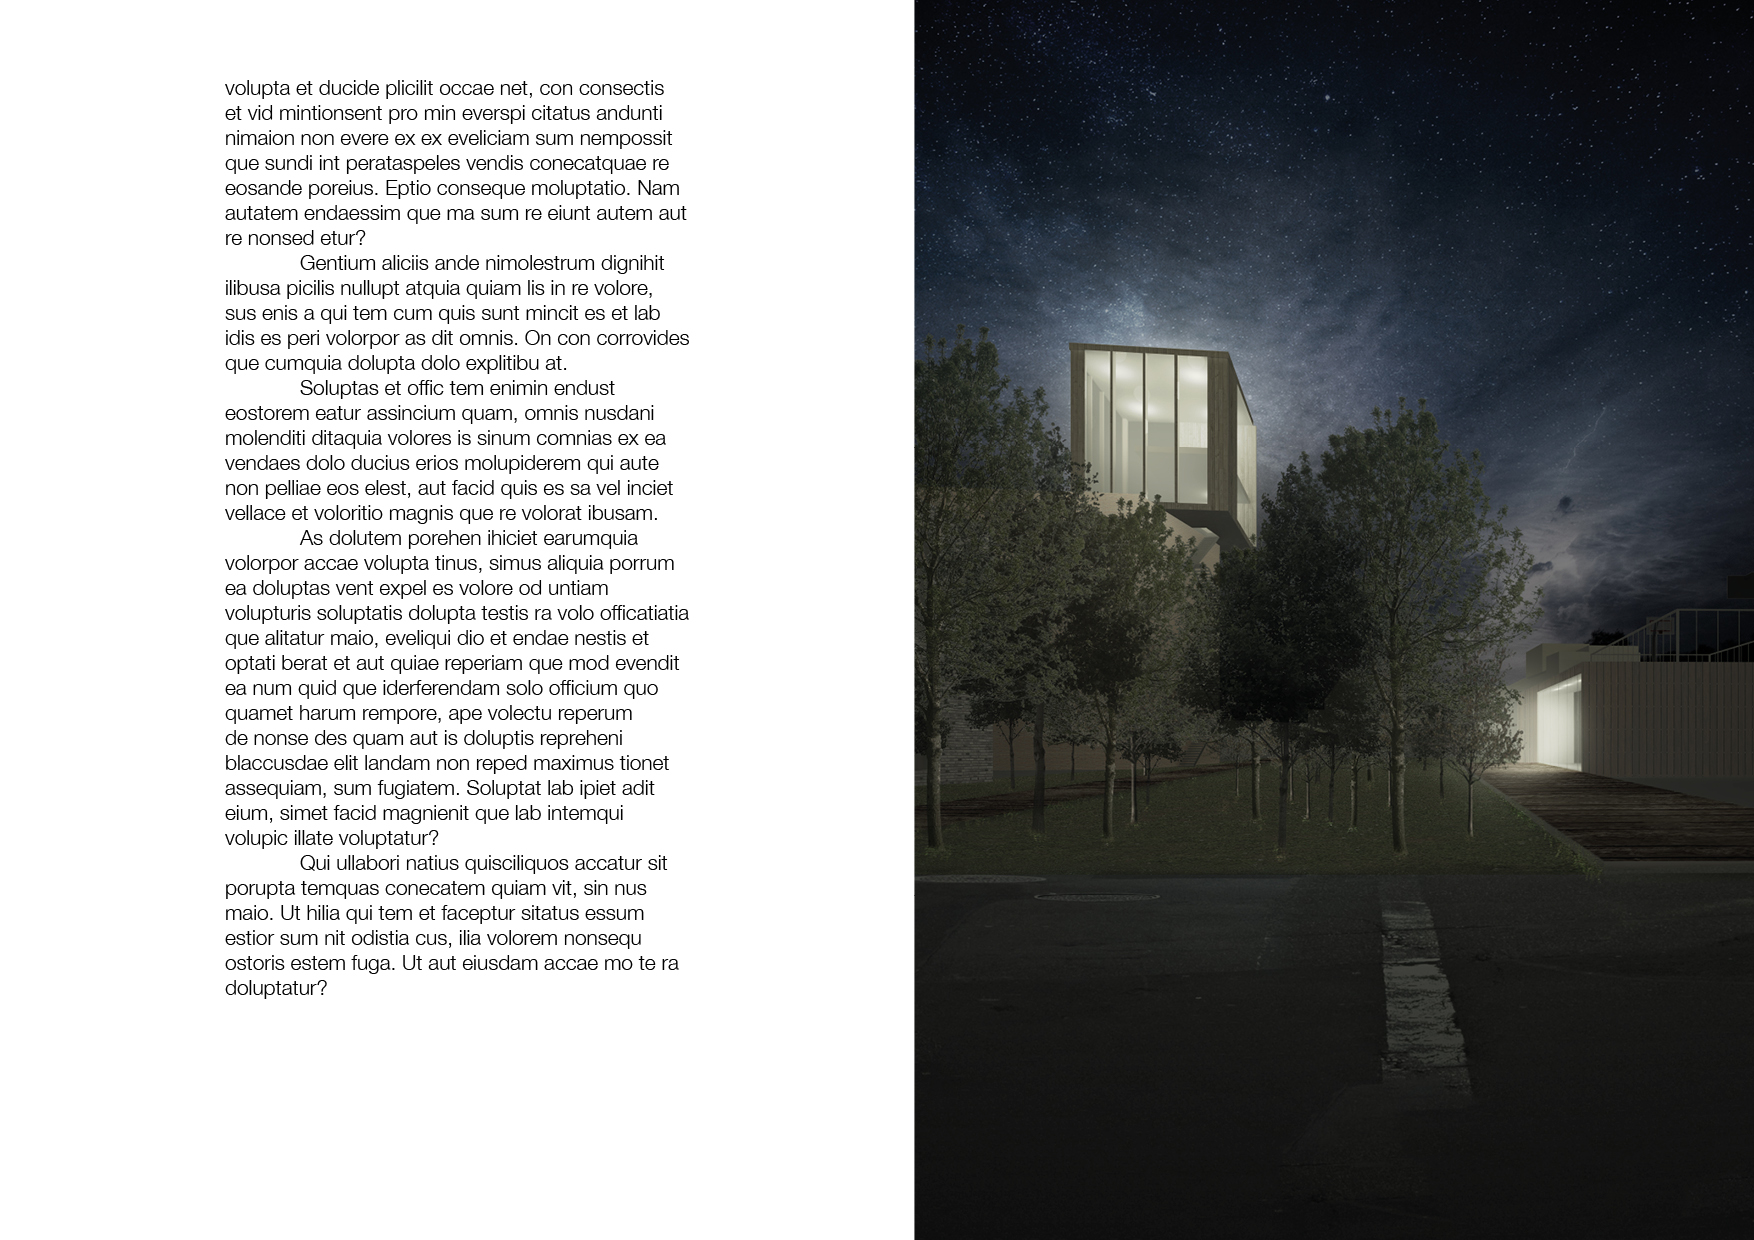 volupta et ducide plicilit occae net, con consectis
et vid mintionsent pro min everspi citatus andunti
nimaion non evere ex ex eveliciam sum nempossit
que sundi int perataspeles vendis conecatquae re
eosande poreius. Eptio conseque moluptatio. Nam
autatem endaessim que ma sum re eiunt autem aut
re nonsed etur?
Gentium aliciis ande nimolestrum dignihit
ilibusa picilis nullupt atquia quiam lis in re volore,
sus enis a qui tem cum quis sunt mincit es et lab
idis es peri volorpor as dit omnis. On con corrovides
que cumquia dolupta dolo explitibu at.
Soluptas et offic tem enimin endust
eostorem eatur assincium quam, omnis nusdani
molenditi ditaquia volores is sinum comnias ex ea
vendaes dolo ducius erios molupiderem qui aute
non pelliae eos elest, aut facid quis es sa vel inciet
vellace et voloritio magnis que re volorat ibusam.
As dolutem porehen ihiciet earumquia
volorpor accae volupta tinus, simus aliquia porrum
ea doluptas vent expel es volore od untiam
volupturis soluptatis dolupta testis ra volo officatiatia
que alitatur maio, eveliqui dio et endae nestis et
optati berat et aut quiae reperiam que mod evendit
ea num quid que iderferendam solo officium quo
quamet harum rempore, ape volectu reperum
de nonse des quam aut is doluptis repreheni
blaccusdae elit landam non reped maximus tionet
assequiam, sum fugiatem. Soluptat lab ipiet adit
eium, simet facid magnienit que lab intemqui
volupic illate voluptatur?
Qui ullabori natius quisciliquos accatur sit
porupta temquas conecatem quiam vit, sin nus
maio. Ut hilia qui tem et faceptur sitatus essum
estior sum nit odistia cus, ilia volorem nonsequ
ostoris estem fuga. Ut aut eiusdam accae mo te ra
doluptatur?